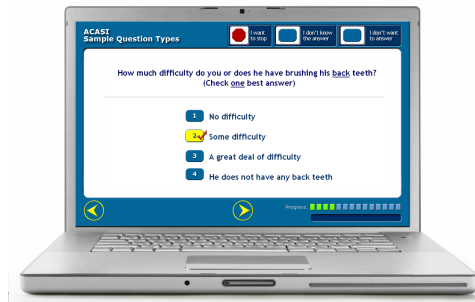 ACASI
Sample Question Types
I want
to stop
I don't know
the answer
I don't want
to answer
How much difficulty do you or does he have brushing his back teeth?
(Check one best answer)
1 No difficulty
2 Some difficulty
3 A great deal of difficulty
4 He does not have any back teeth
Progress: